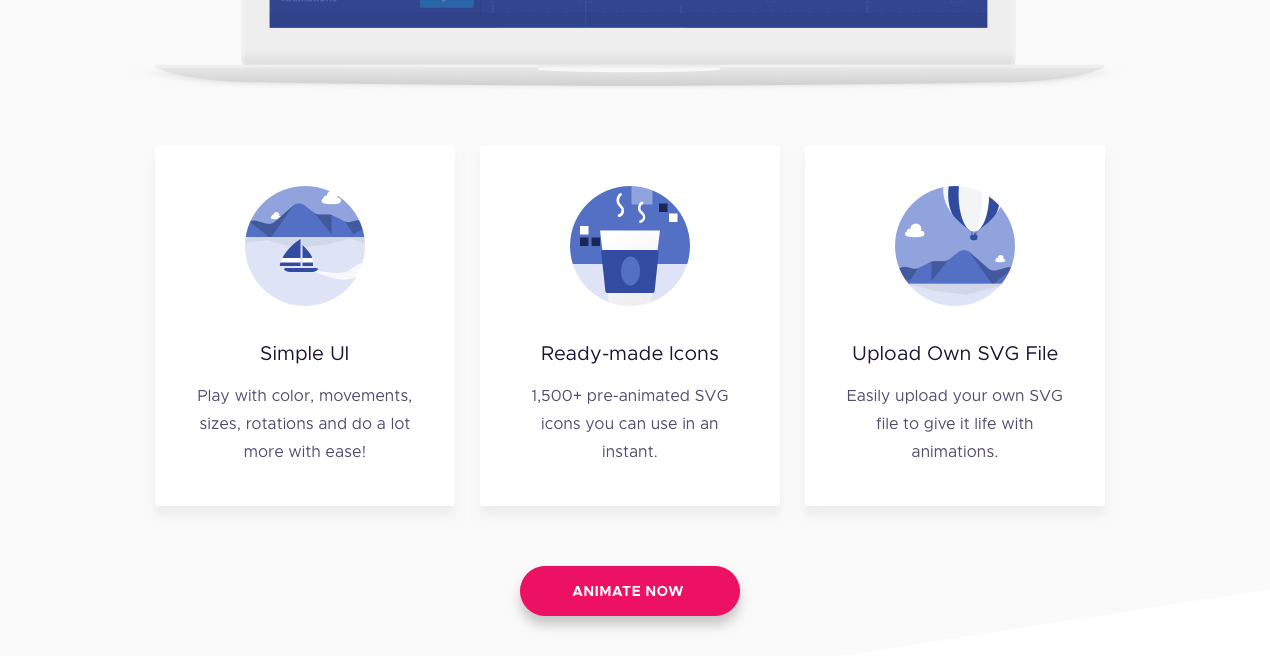 Simple UI
Play with color, movements,
sizes, rotations and do a lot
more with ease!
Ready-made Icons
1,500+ pre-animated SVG
icons you can use in an
instant.
Upload Own SVG File
Easily upload your own SVG
file to give it life with
animations.
ANIMATE NOW